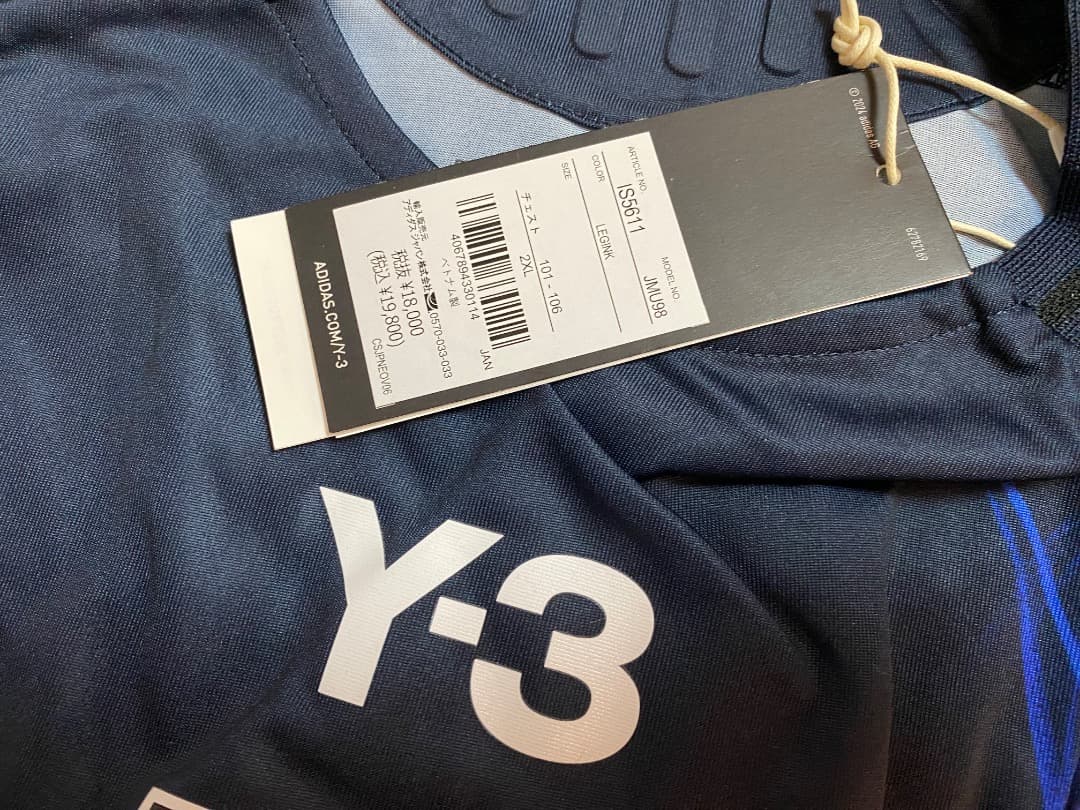 © 2024 adidas AG
62782169
ARTICLE NO. MODEL NO.
IS5611 JMU98
COLOR LEGINK
SIZE
チェスト 101 - 106
2XL
JAN
4067894330114
ベトナム製
輸入販売元
アディダス ジャパン株式会社 0570-033-033
税抜 ¥18,000
(税込 ¥19,800)
CSJPNEOV06
ADIDAS.COM/Y-3
Y-3